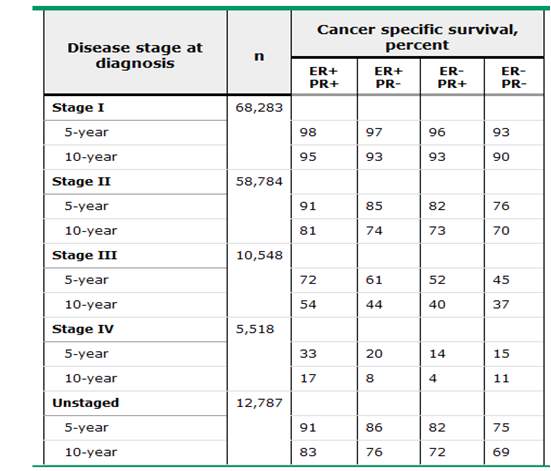 Disease stage at diagnosis n Cancer specific survival, percent
ER+ PR+ ER+ PR- ER- PR+ ER- PR-
Stage I 68,283
5-year 98 97 96 93
10-year 95 93 93 90
Stage II 58,784
5-year 91 85 82 76
10-year 81 74 73 70
Stage III 10,548
5-year 72 61 52 45
10-year 54 44 40 37
Stage IV 5,518
5-year 33 20 14 15
10-year 17 8 4 11
Unstaged 12,787
5-year 91 86 82 75
10-year 83 76 72 69